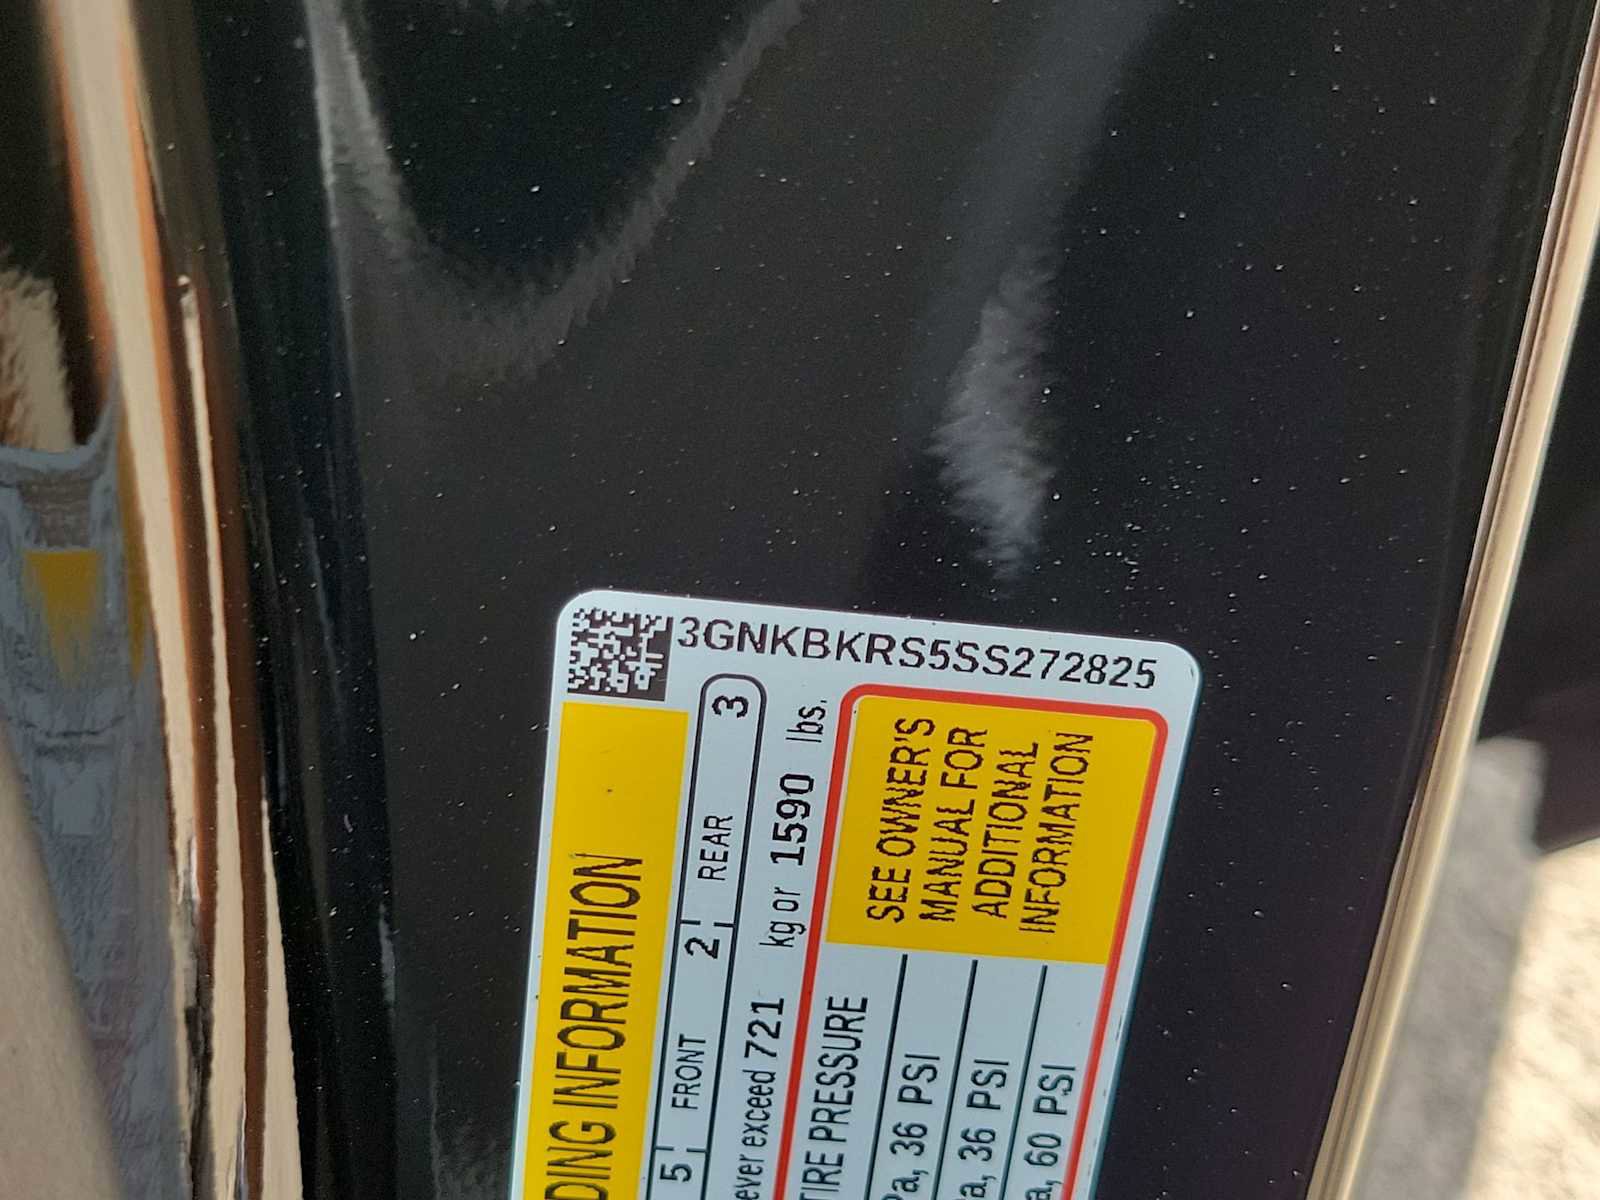 3GNKBKRS5SS272825
DING INFORMATION
5 FRONT 2 REAR 3
ever exceed 721 kg or 1590 lbs.
TIRE PRESSURE
SEE OWNER'S
MANUAL FOR
ADDITIONAL
INFORMATION
Pa, 36 PSI
a, 36 PSI
a, 60 PSI